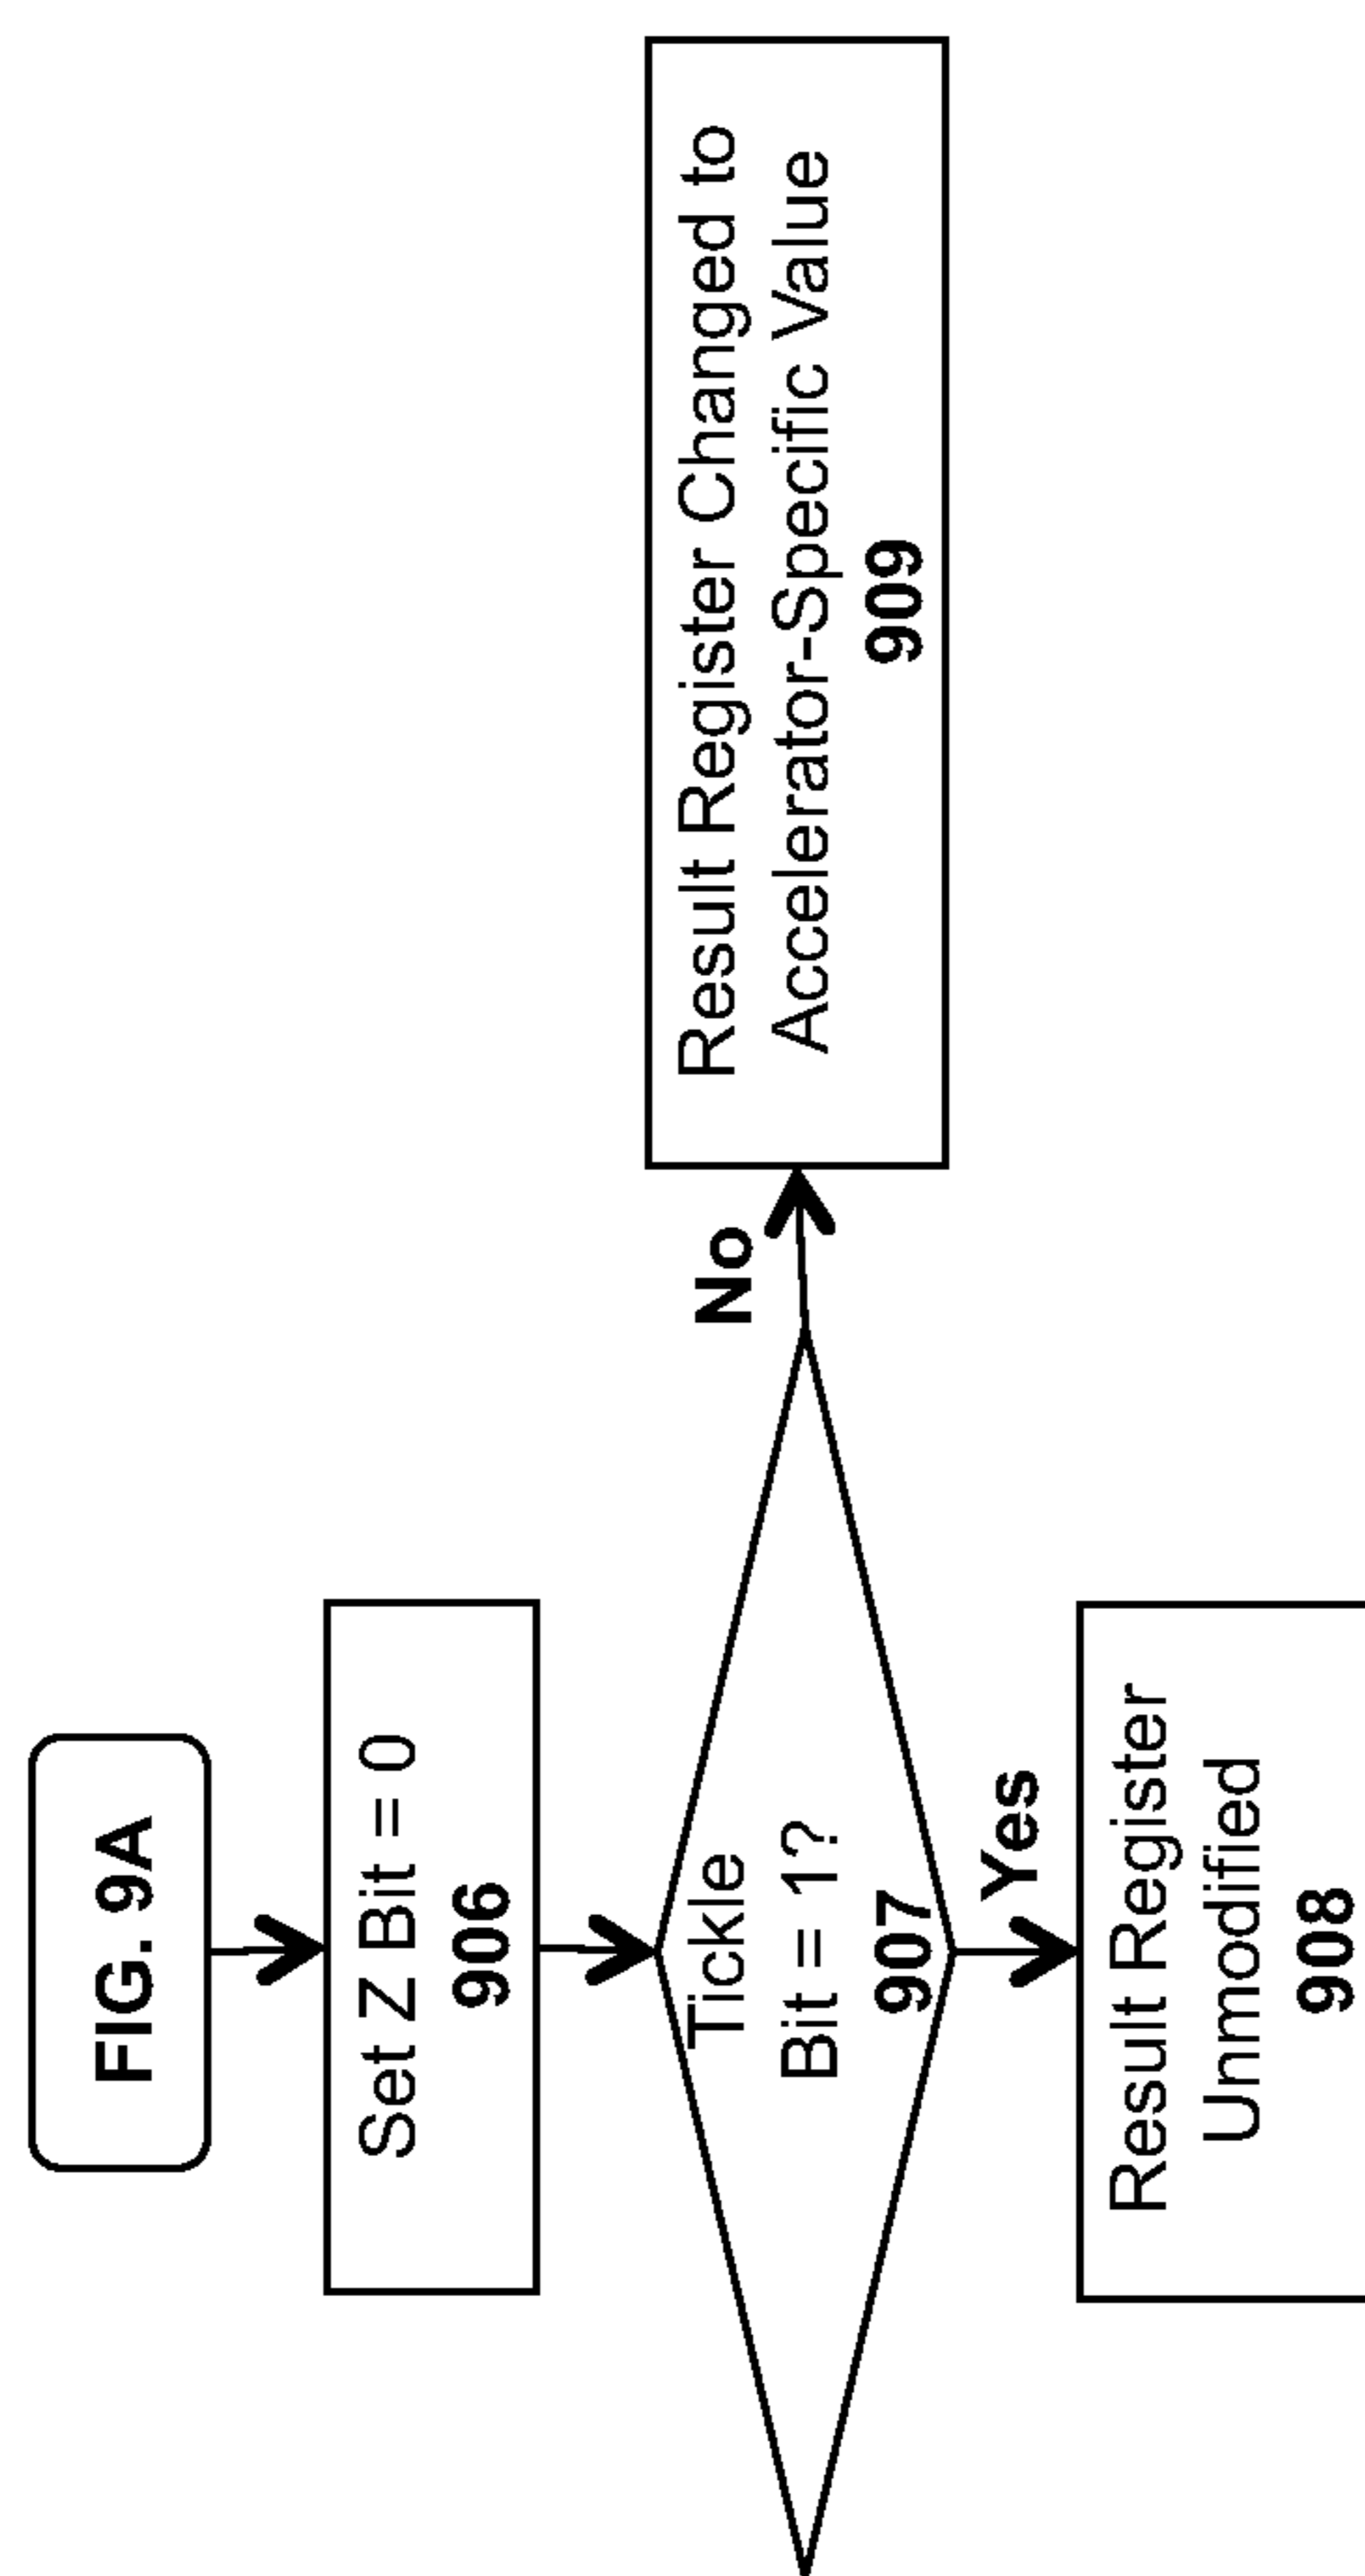 FIG. 9A
Set Z Bit = 0
906
Tickle
Bit = 1?
907
No
Result Register Changed to
Accelerator-Specific Value
909
Yes
Result Register
Unmodified
908